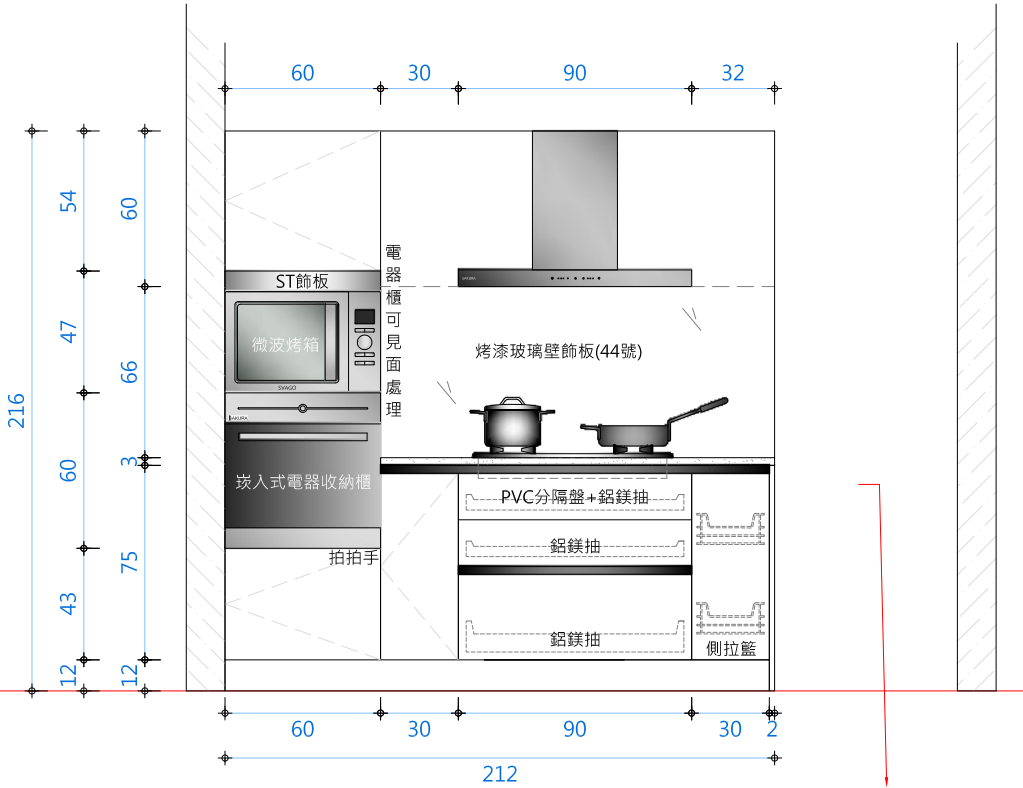 60
30
90
32
54
60
ST飾板
電器櫃可見面處理
SAKURA
47
微波烤箱
烤漆玻璃壁飾板(44號)
66
SVAGO
216
SAKURA
60
3
崁入式電器收納櫃
PVC分隔盤+鋁鎂抽
鋁鎂抽
75
拍拍手
43
鋁鎂抽
側拉籃
12
12
60
30
90
30
2
212